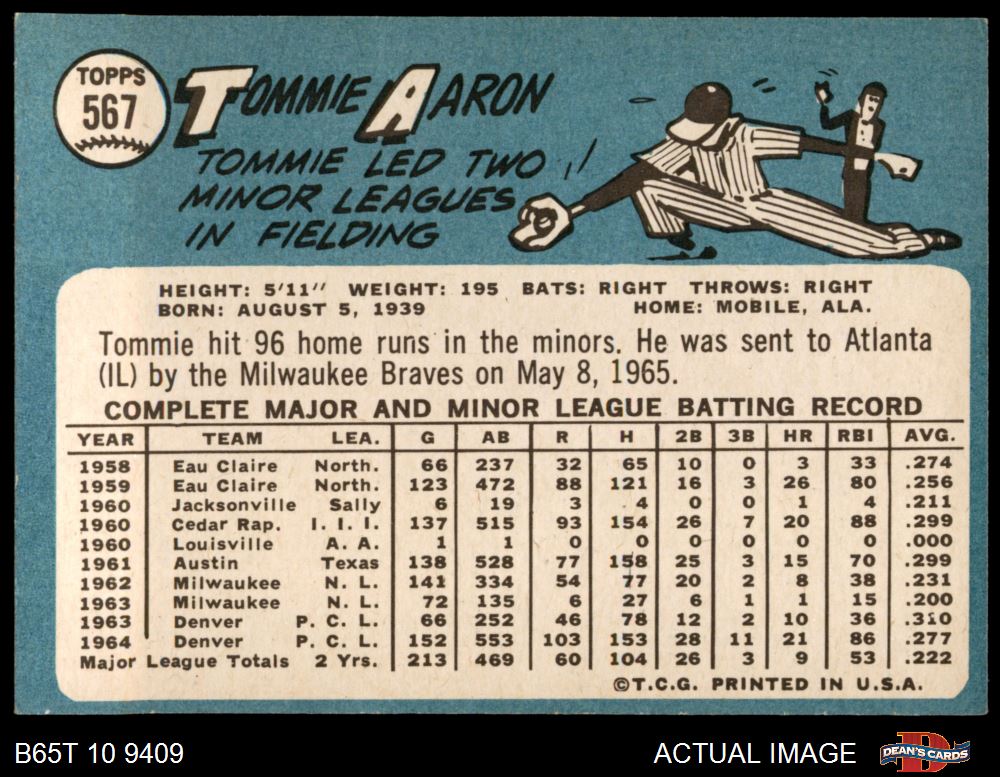 TOPPS
567
TOMMIE AARON
TOMMIE LED TWO
MINOR LEAGUES
IN FIELDING
HEIGHT: 5'11" WEIGHT: 195 BATS: RIGHT THROWS: RIGHT
BORN: AUGUST 5, 1939 HOME: MOBILE, ALA.
Tommie hit 96 home runs in the minors. He was sent to Atlanta
(IL) by the Milwaukee Braves on May 8, 1965.
COMPLETE MAJOR AND MINOR LEAGUE BATTING RECORD
YEAR TEAM LEA. G AB R H 2B 3B HR RBI AVG.
1958 Eau Claire North. 66 237 32 65 10 0 3 33 .274
1959 Eau Claire North. 123 472 88 121 16 3 26 80 .256
1960 Jacksonville Sally 6 19 3 4 0 0 1 4 .211
1960 Cedar Rap. I. I. I. 137 515 93 154 26 7 20 88 .299
1960 Louisville A. A. 1 1 0 0 0 0 0 0 .000
1961 Austin Texas 138 528 77 158 25 3 15 70 .299
1962 Milwaukee N. L. 141 334 54 77 20 2 8 38 .231
1963 Milwaukee N. L. 72 135 6 27 6 1 1 15 .200
1963 Denver P. C. L. 66 252 46 78 12 2 10 36 .310
1964 Denver P. C. L. 152 553 103 153 28 11 21 86 .277
Major League Totals 2 Yrs. 213 469 60 104 26 3 9 53 .222
©T.C.G. PRINTED IN U.S.A.
B65T 10 9409 ACTUAL IMAGE
D
DEAN'S CARDS